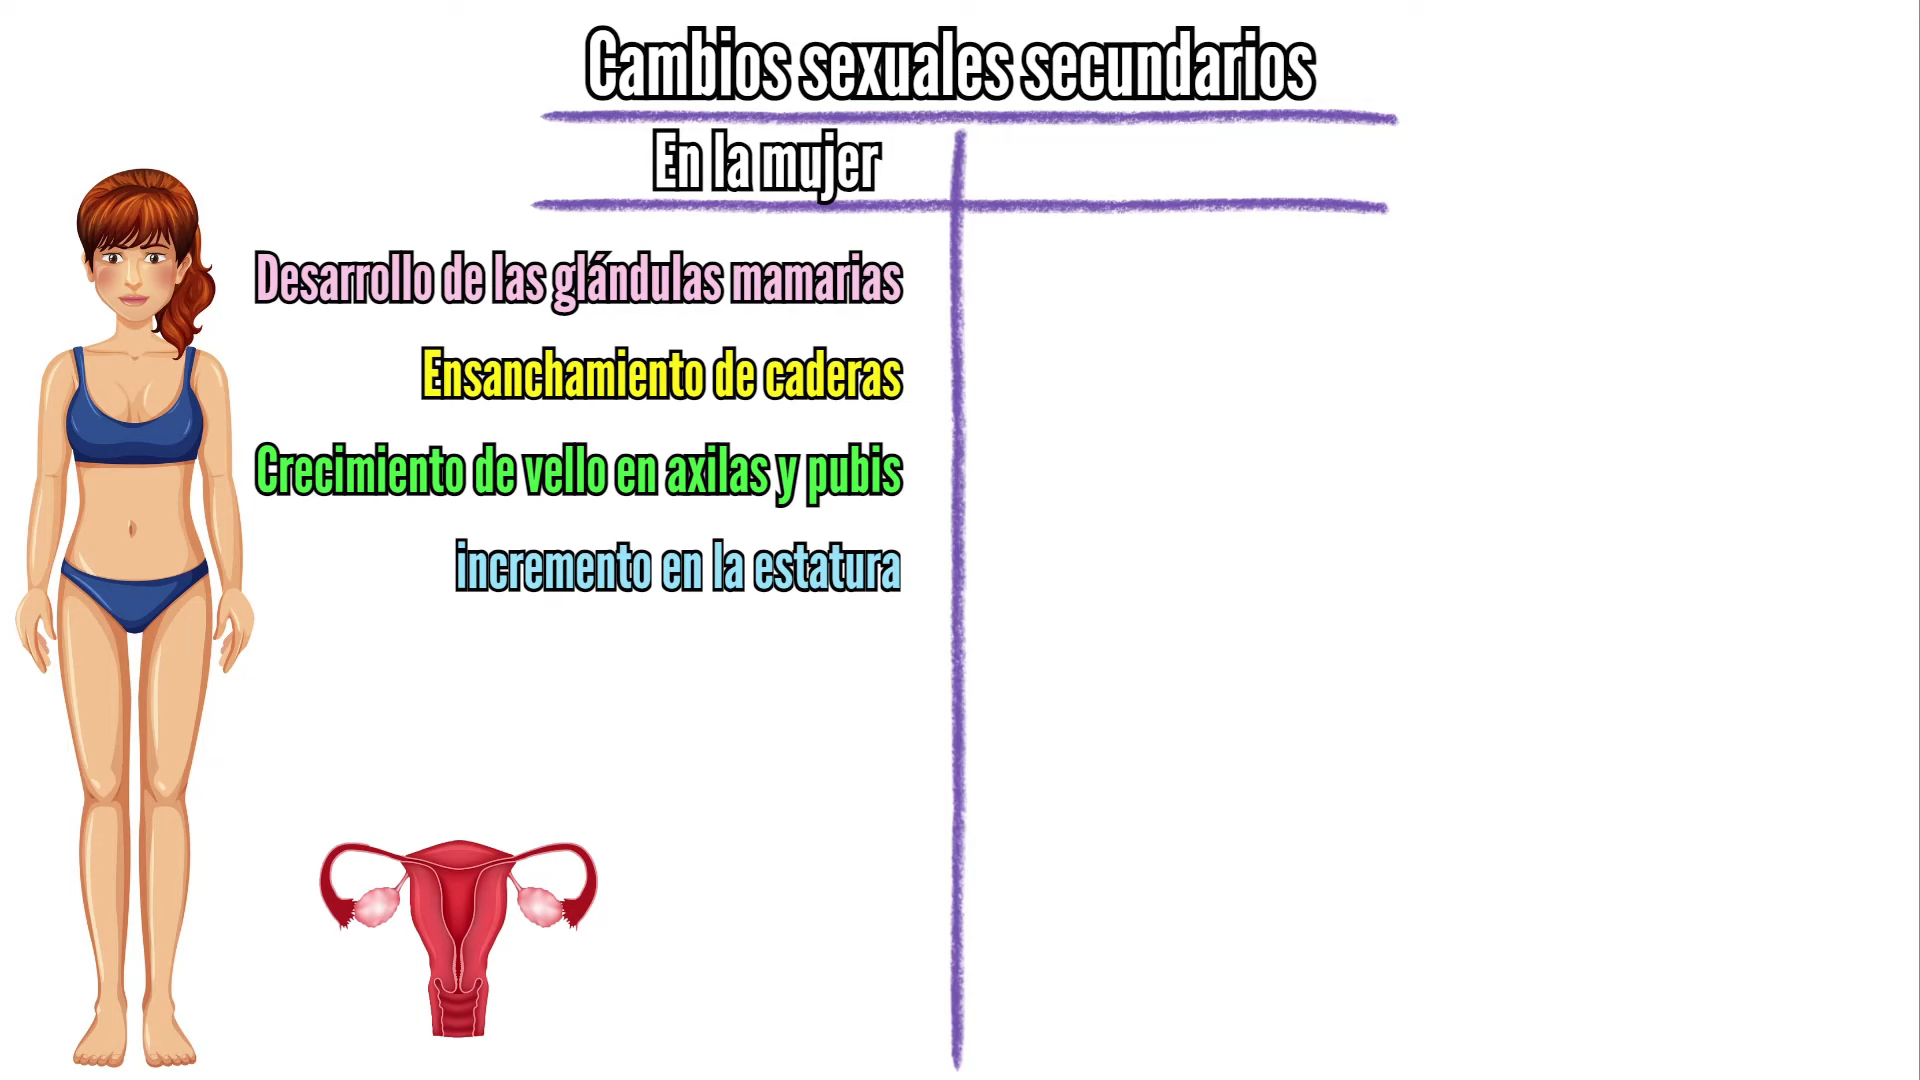 Cambios sexuales secundarios
En la mujer
Desarrollo de las glándulas mamarias
Ensanchamiento de caderas
Crecimiento de vello en axilas y pubis
incremento en la estatura